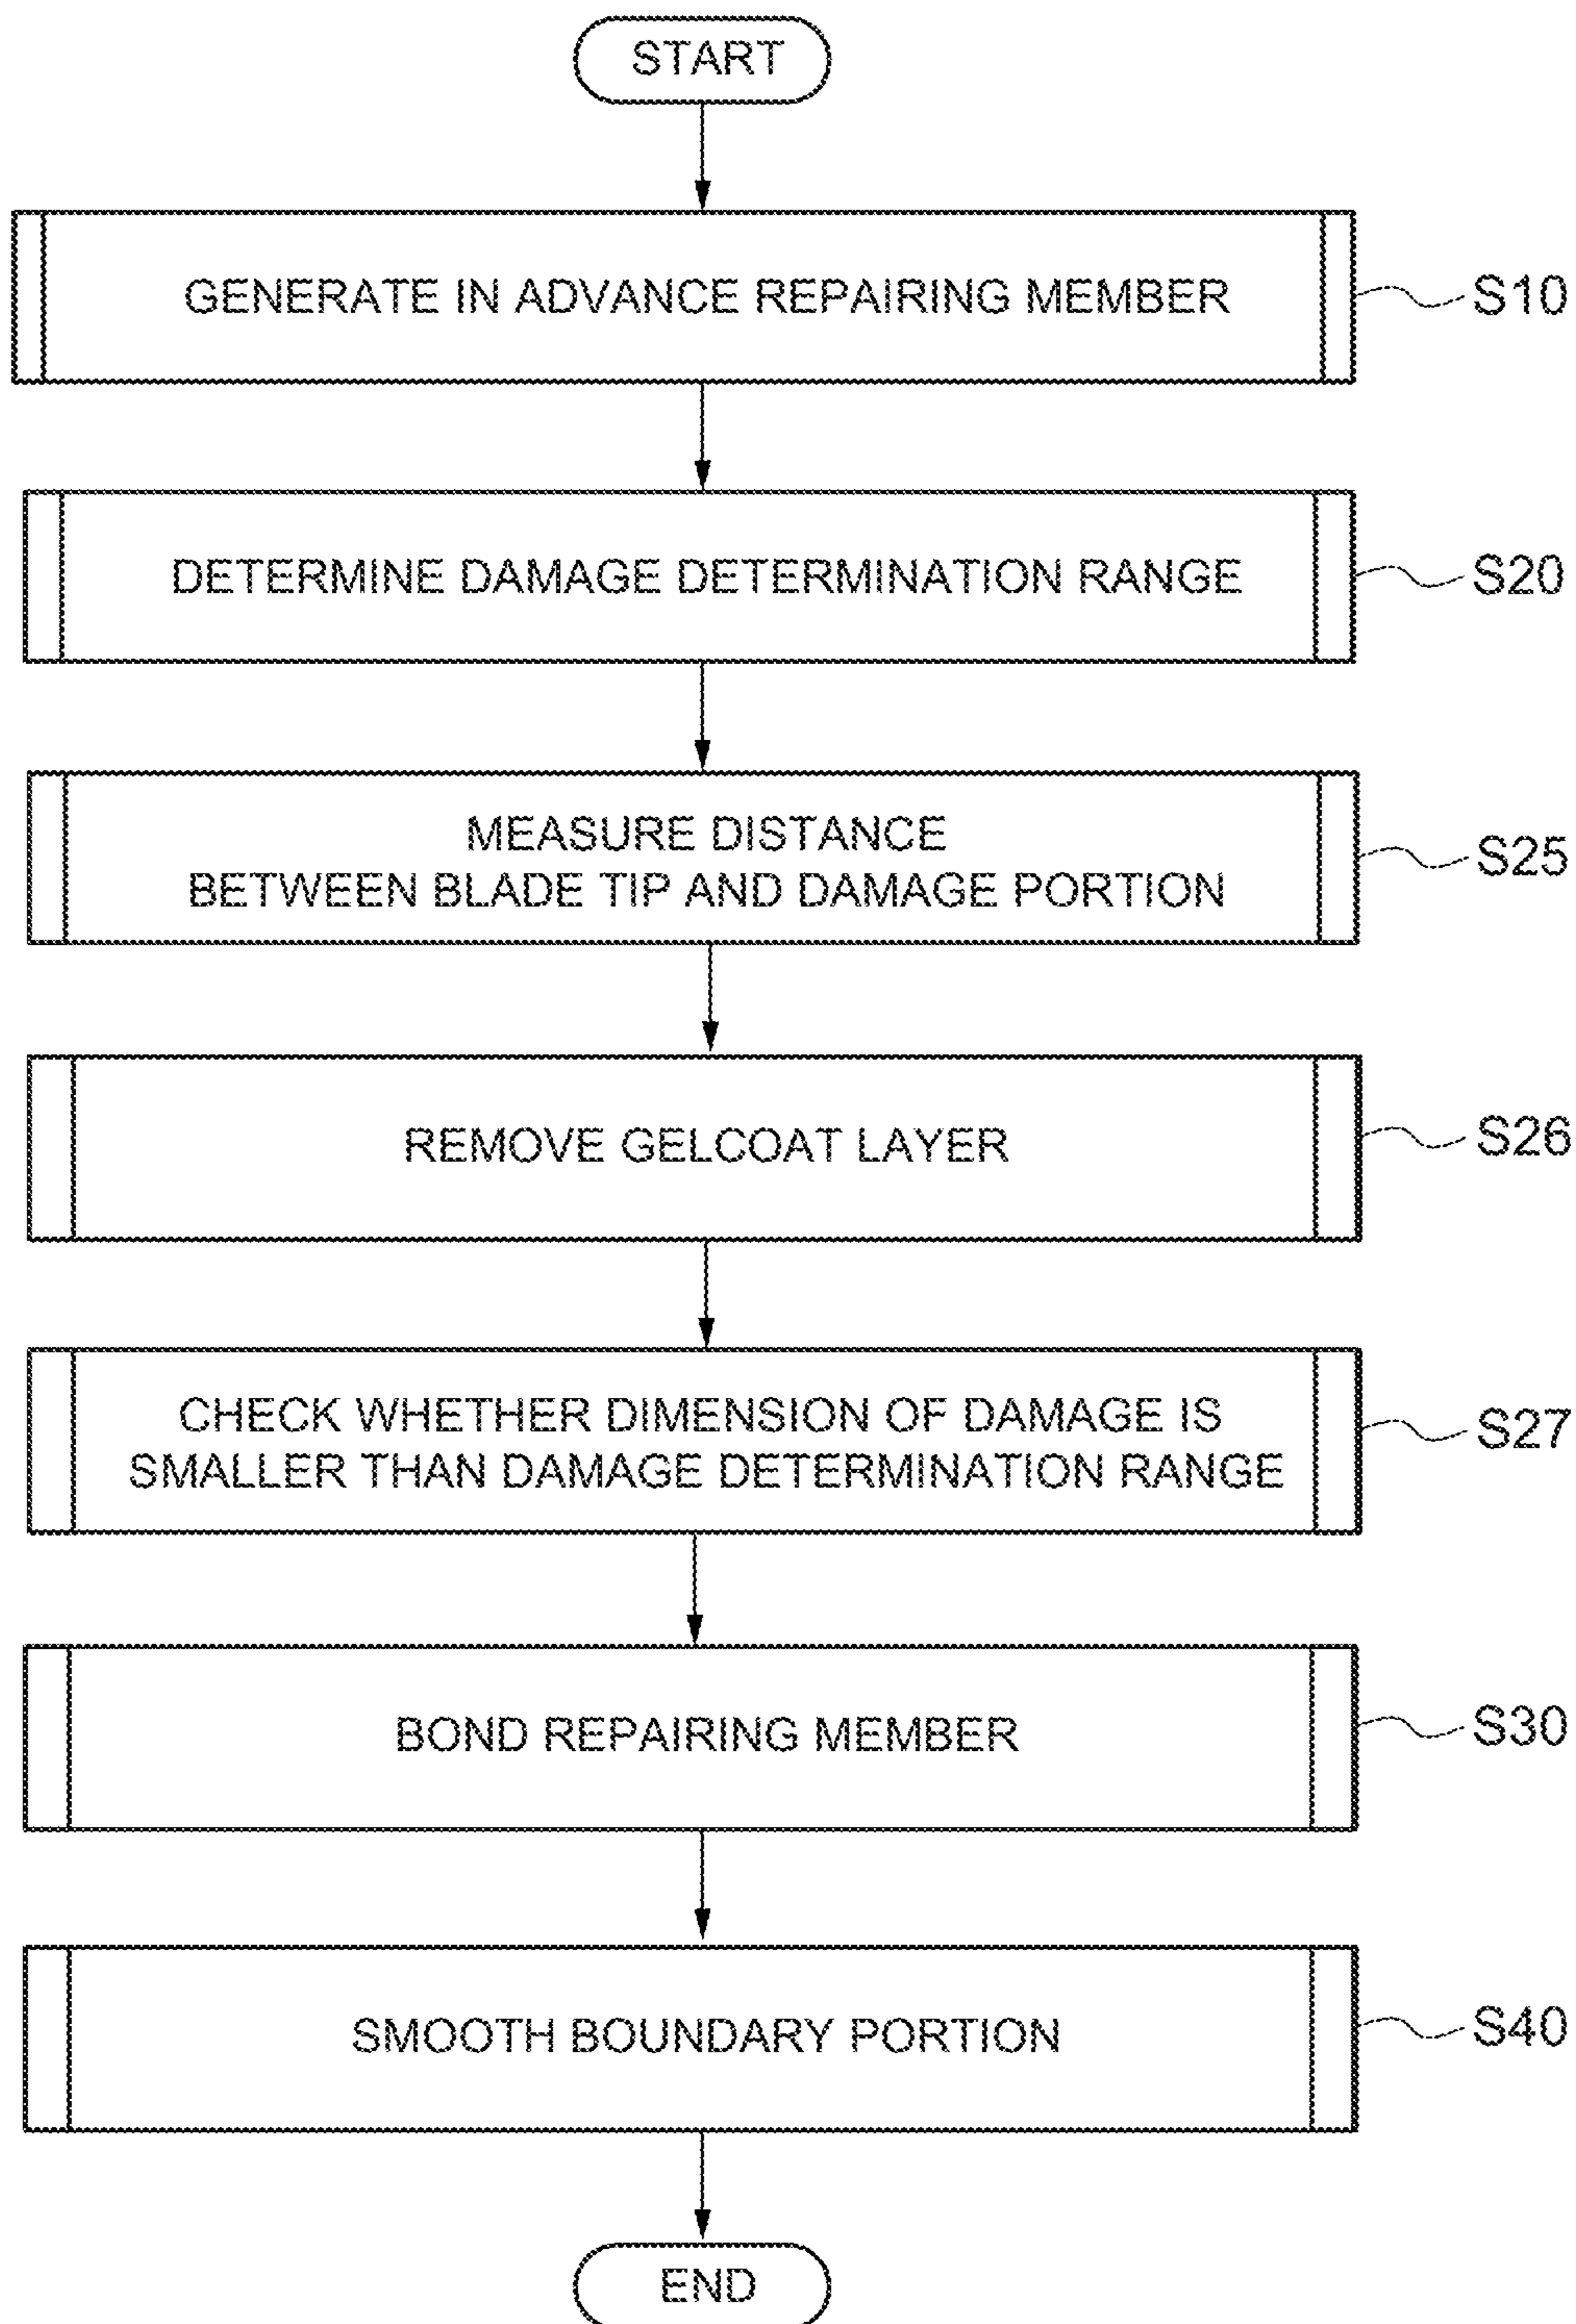 START
GENERATE IN ADVANCE REPAIRING MEMBER
S10
DETERMINE DAMAGE DETERMINATION RANGE
S20
MEASURE DISTANCE
BETWEEN BLADE TIP AND DAMAGE PORTION
S25
REMOVE GELCOAT LAYER
S26
CHECK WHETHER DIMENSION OF DAMAGE IS
SMALLER THAN DAMAGE DETERMINATION RANGE
S27
BOND REPAIRING MEMBER
S30
SMOOTH BOUNDARY PORTION
S40
END